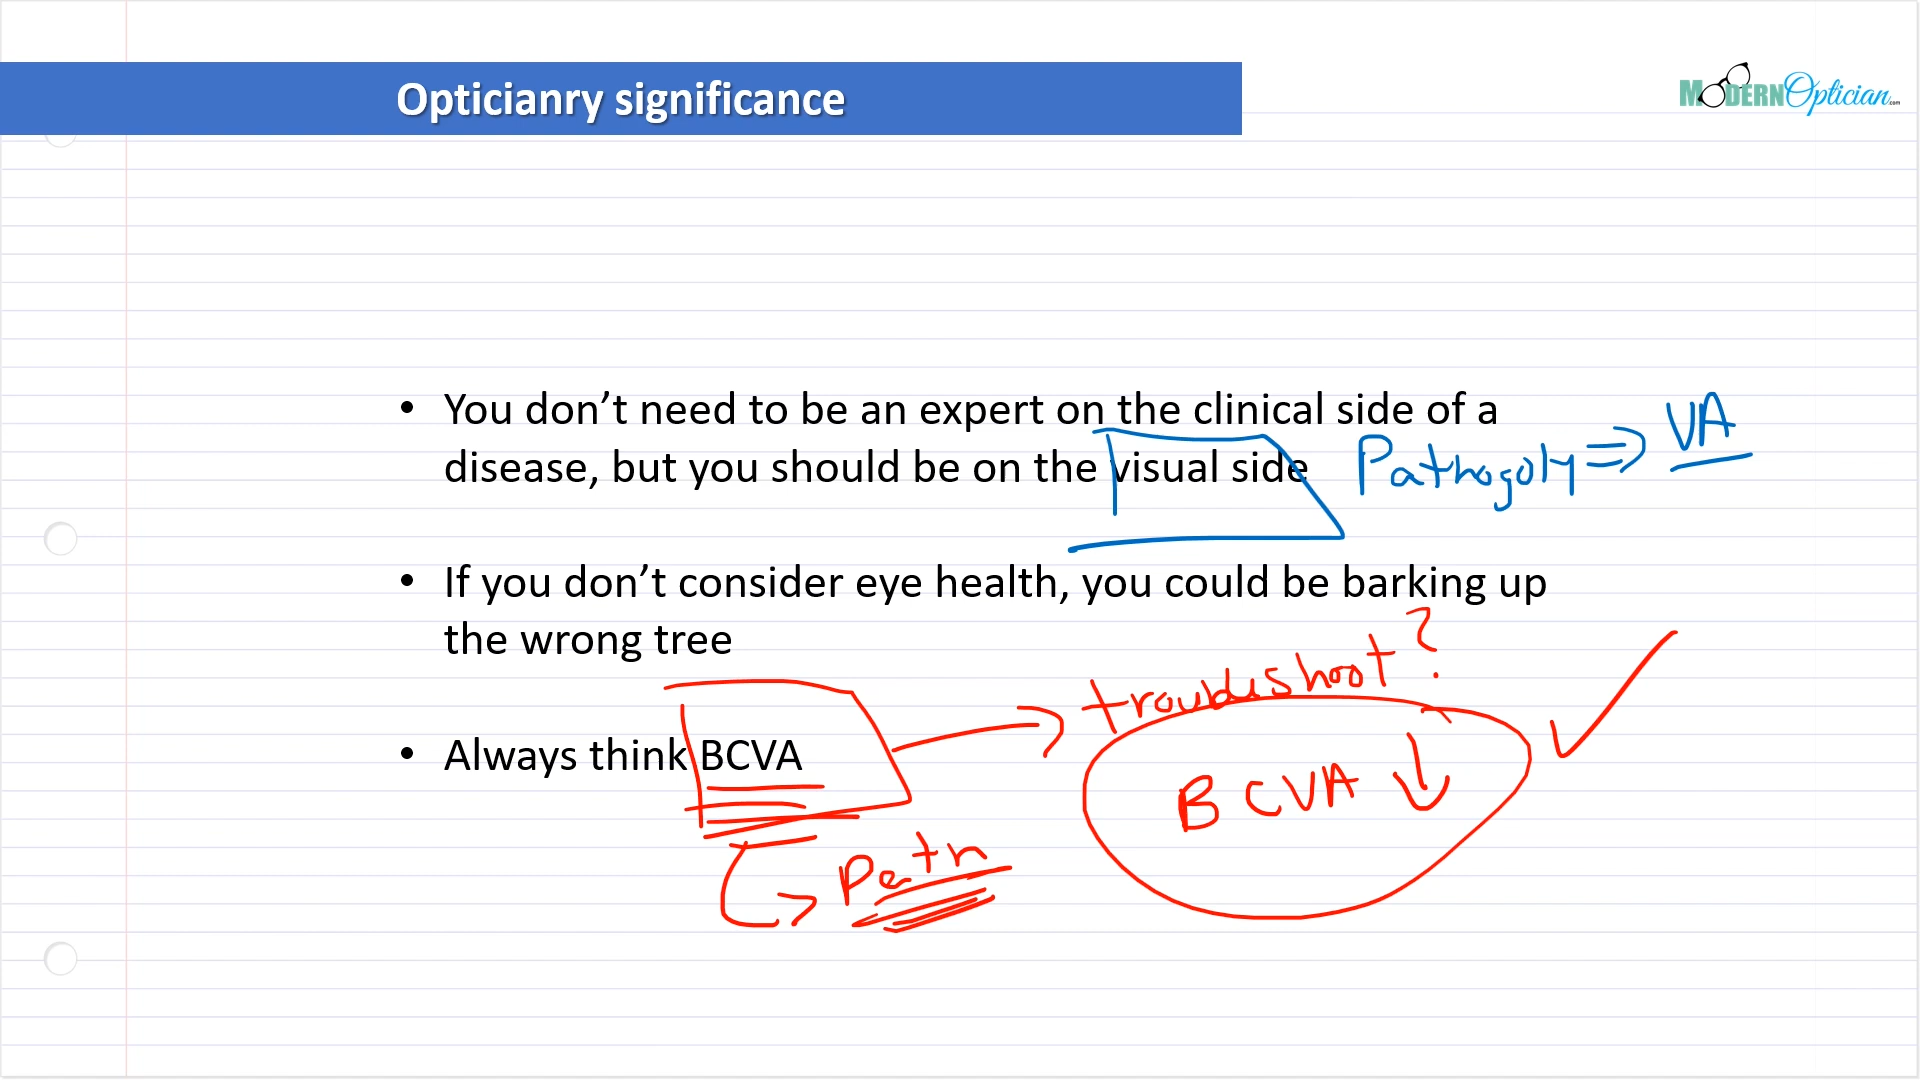 Opticianry significance
MODERNOptician.com
• You don’t need to be an expert on the clinical side of a
disease, but you should be on the visual side
Pathogoly ⇒ VA
• If you don’t consider eye health, you could be barking up
the wrong tree
troubleshoot?
• Always think BCVA
BCVA ↓
Path